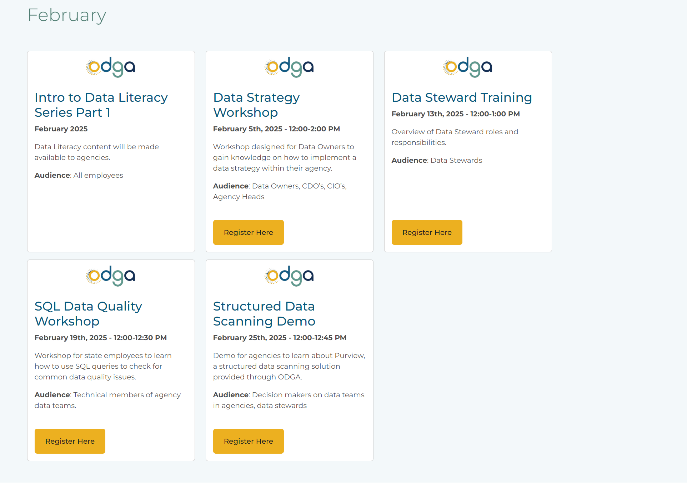 February
odga
Intro to Data Literacy
Series Part 1
February 2025
Data Literacy content will be made
available to agencies.
Audience: All employees
odga
Data Strategy
Workshop
February 5th, 2025 - 12:00-2:00 PM
Workshop designed for Data Owners to
gain knowledge on how to implement a
data strategy within their agency.
Audience: Data Owners, CDO's, CIO's,
Agency Heads
Register Here
odga
Data Steward Training
February 13th, 2025 - 12:00-1:00 PM
Overview of Data Steward roles and
responsibilities.
Audience: Data Stewards
Register Here
odga
SQL Data Quality
Workshop
February 19th, 2025 - 12:00-12:30 PM
Workshop for state employees to learn
how to use SQL queries to check for
common data quality issues.
Audience: Technical members of agency
data teams.
Register Here
odga
Structured Data
Scanning Demo
February 25th, 2025 - 12:00-12:45 PM
Demo for agencies to learn about Purview,
a structured data scanning solution
provided through ODGA.
Audience: Decision makers on data teams
in agencies, data stewards
Register Here